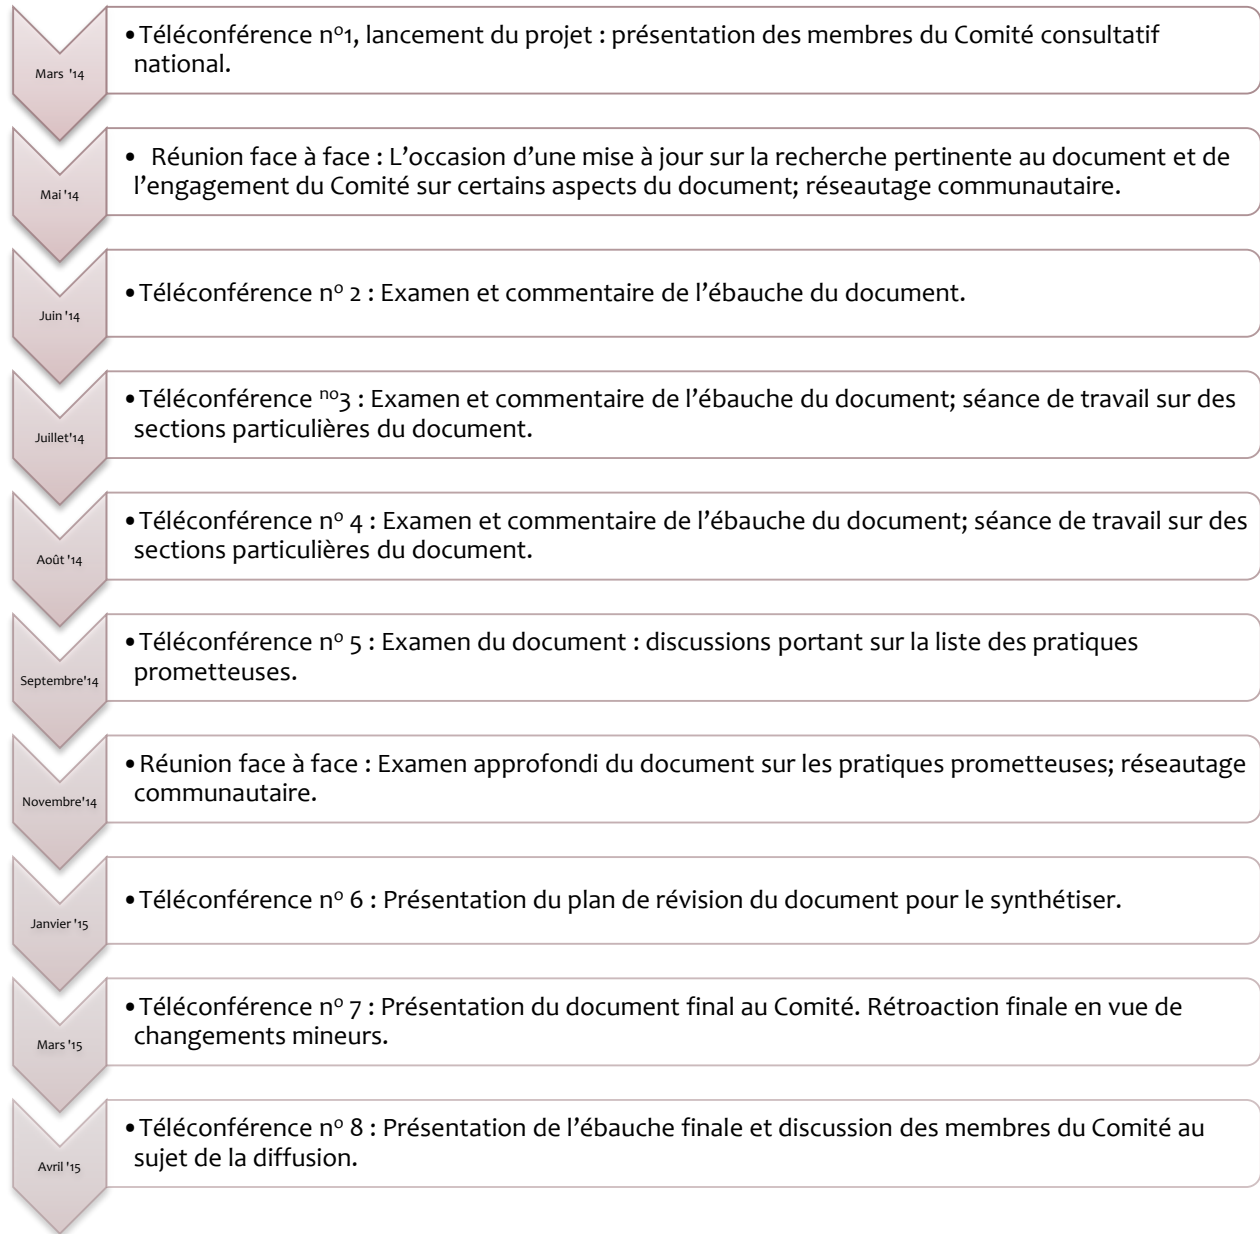 Mars '14
•Téléconférence nº1, lancement du projet : présentation des membres du Comité consultatif
national.
Mai '14
• Réunion face à face : L’occasion d’une mise à jour sur la recherche pertinente au document et de
l’engagement du Comité sur certains aspects du document; réseautage communautaire.
Juin '14
•Téléconférence nº 2 : Examen et commentaire de l’ébauche du document.
Juillet'14
•Téléconférence ⁿº3 : Examen et commentaire de l’ébauche du document; séance de travail sur des
sections particulières du document.
Août '14
•Téléconférence nº 4 : Examen et commentaire de l’ébauche du document; séance de travail sur des
sections particulières du document.
Septembre'14
•Téléconférence nº 5 : Examen du document : discussions portant sur la liste des pratiques
prometteuses.
Novembre'14
•Réunion face à face : Examen approfondi du document sur les pratiques prometteuses; réseautage
communautaire.
Janvier '15
•Téléconférence nº 6 : Présentation du plan de révision du document pour le synthétiser.
Mars '15
•Téléconférence nº 7 : Présentation du document final au Comité. Rétroaction finale en vue de
changements mineurs.
Avril '15
•Téléconférence nº 8 : Présentation de l’ébauche finale et discussion des membres du Comité au
sujet de la diffusion.